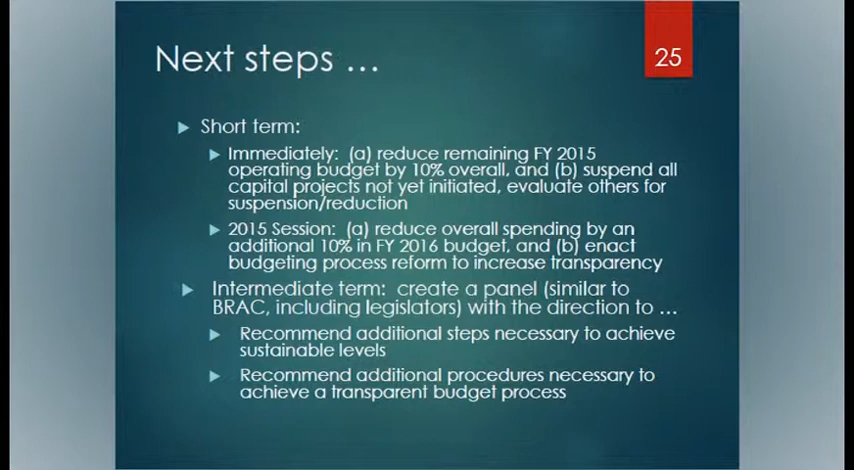 Next steps …
25
Short term:
Immediately: (a) reduce remaining FY 2015
operating budget by 10% overall, and (b) suspend all
capital projects not yet initiated, evaluate others for
suspension/reduction
2015 Session: (a) reduce overall spending by an
additional 10% in FY 2016 budget, and (b) enact
budgeting process reform to increase transparency
Intermediate term: create a panel (similar to
BRAC, including legislators) with the direction to …
Recommend additional steps necessary to achieve
sustainable levels
Recommend additional procedures necessary to
achieve a transparent budget process